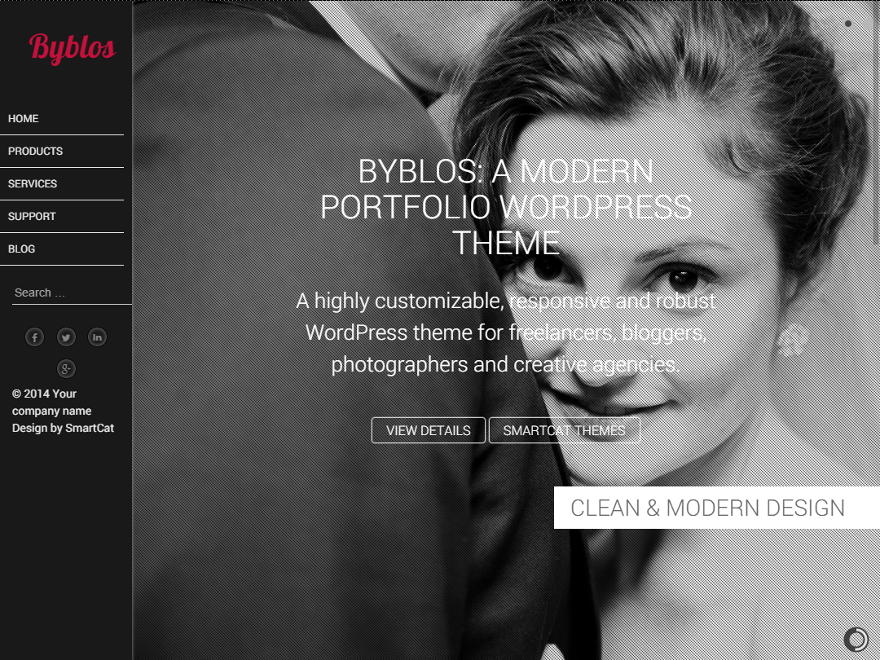 Byblos
HOME
PRODUCTS
SERVICES
SUPPORT
BLOG
Search ...
f
in
g+
© 2014 Your
company name
Design by SmartCat
BYBLOS: A MODERN
PORTFOLIO WORDPRESS
THEME
A highly customizable, responsive and robust
WordPress theme for freelancers, bloggers,
photographers and creative agencies.
VIEW DETAILS
SMARTCAT THEMES
CLEAN & MODERN DESIGN